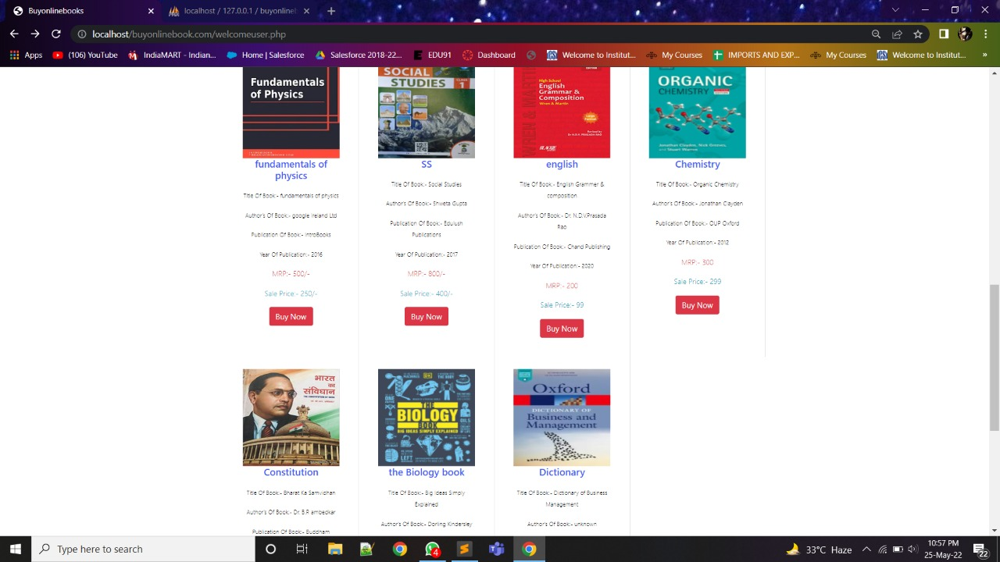 localhost / 127.0.0.1 /
localhost/buyonlinebook.com/welcomeuser.php
Apps
IndiaMART - Indian...
Home | Salesforce
Salesforce 2018-22...
EDU91
Dashboard
Welcome to Institut...
My Courses
IMPORTS AND EXP...
My Courses
Welcome to Institut...
Fundamentals
of Physics
fundamentals of
physics
Title Of Book:- fundamentals of physics
Author's Of Book:- google ireland Ltd
Publication Of Book:- IntroBooks
Year Of Publication:- 2016
MRP:- 500/-
Sale Price:- 250/-
Buy Now
SOCIAL
STUDIES
CLASS
1
SS
Title Of Book:- Social Studies
Author's Of Book:- Shweta Gupta
Publication Of Book:- Edulush
Publications
Year Of Publication:- 2017
MRP:- 800/-
Sale Price:- 400/-
Buy Now
WREN & MARTIN
High School
English
Grammar &
Composition
Wren & Martin
english
Title Of Book:- English Grammer &
composition
Author's Of Book:- Dr. N.D.V.Prasada
Rao
Publication Of Book:- Chand Publishing
Year Of Publication:- 2020
MRP:- 200
Sale Price:- 99
Buy Now
ORGANIC
CHEMISTRY
Jonathan Clayden, Nick Greeves,
and Stuart Warren
Chemistry
Title Of Book:- Organic Chemistry
Author's Of Book:- Jonathan Clayden
Publication Of Book:- OUP Oxford
Year Of Publication:- 2012
MRP:- 300
Sale Price:- 299
Buy Now
भारत
का
संविधान
THE CONSTITUTION OF INDIA
Constitution
Title Of Book:- Bharat Ka Samvidhan
Author's Of Book:- Dr. B.R ambedkar
Publication Of Book:- Buddham
THE
BIOLOGY
BOOK
BIG IDEAS SIMPLY EXPLAINED
the Biology book
Title Of Book:- Big Ideas Simply
Explained
Author's Of Book:- Dorling Kindersley
Oxford
DICTIONARY OF
Business and
Management
Dictionary
Title Of Book:- Dictionary of Business
Management
Author's Of Book:- unknown
Type here to search
4
33°C Haze
10:57 PM
25-May-22
22